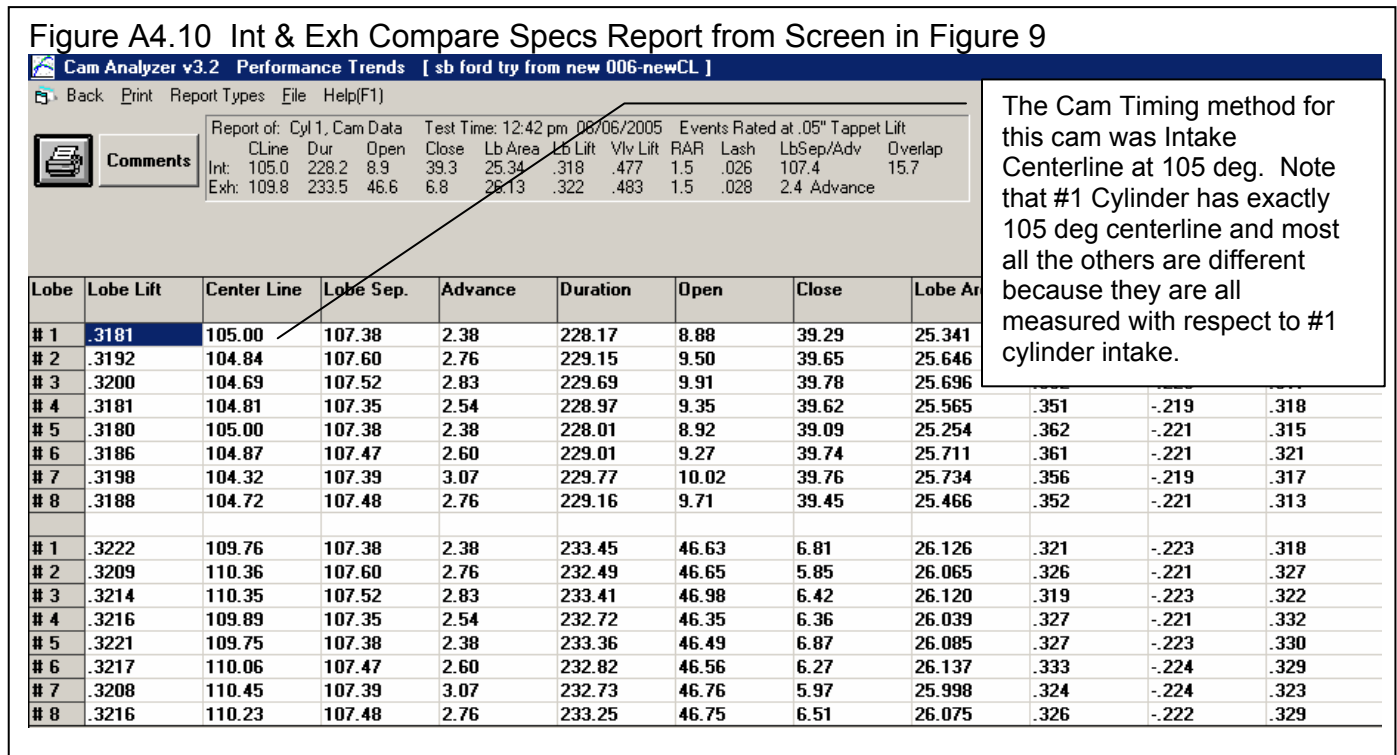 Figure A4.10 Int & Exh Compare Specs Report from Screen in Figure 9
Cam Analyzer v3.2 Performance Trends [ sb ford try from new 006-newCL ]
Back Print Report Types File Help(F1)
Comments
Report of: Cyl 1, Cam Data Test Time: 12:42 pm 06/06/2005 Events Rated at .05" Tappet Lift
CLine Dur Open Close Lb Area Lb Lift Vlv Lift RAR Lash LbSep/Adv Overlap
Int: 105.0 228.2 8.9 39.3 25.34 .318 .477 1.5 .026 107.4 15.7
Exh: 109.8 233.5 46.6 6.8 26.13 .322 .483 1.5 .028 2.4 Advance
The Cam Timing method for
this cam was Intake
Centerline at 105 deg. Note
that #1 Cylinder has exactly
105 deg centerline and most
all the others are different
because they are all
measured with respect to #1
cylinder intake.
Lobe Lobe Lift Center Line Lobe Sep. Advance Duration Open Close Lobe
# 1 .3181 105.00 107.38 2.38 228.17 8.88 39.29 25.341
# 2 .3192 104.84 107.60 2.76 229.15 9.50 39.65 25.646
# 3 .3200 104.69 107.52 2.83 229.69 9.91 39.78 25.696
# 4 .3181 104.81 107.35 2.54 228.97 9.35 39.62 25.565 .351 -.219 .318
# 5 .3180 105.00 107.38 2.38 228.01 8.92 39.09 25.254 .362 -.221 .315
# 6 .3186 104.87 107.47 2.60 229.01 9.27 39.74 25.711 .361 -.221 .321
# 7 .3198 104.32 107.39 3.07 229.77 10.02 39.76 25.734 .356 -.219 .317
# 8 .3188 104.72 107.48 2.76 229.16 9.71 39.45 25.466 .352 -.221 .313
# 1 .3222 109.76 107.38 2.38 233.45 46.63 6.81 26.126 .321 -.223 .318
# 2 .3209 110.36 107.60 2.76 232.49 46.65 5.85 26.065 .326 -.221 .327
# 3 .3214 110.35 107.52 2.83 233.41 46.98 6.42 26.120 .319 -.223 .322
# 4 .3216 109.89 107.35 2.54 232.72 46.35 6.36 26.039 .327 -.221 .332
# 5 .3221 109.75 107.38 2.38 233.36 46.49 6.87 26.085 .327 -.223 .330
# 6 .3217 110.06 107.47 2.60 232.82 46.56 6.27 26.137 .333 -.224 .329
# 7 .3208 110.45 107.39 3.07 232.73 46.76 5.97 25.998 .324 -.224 .323
# 8 .3216 110.23 107.48 2.76 233.25 46.75 6.51 26.075 .326 -.222 .329